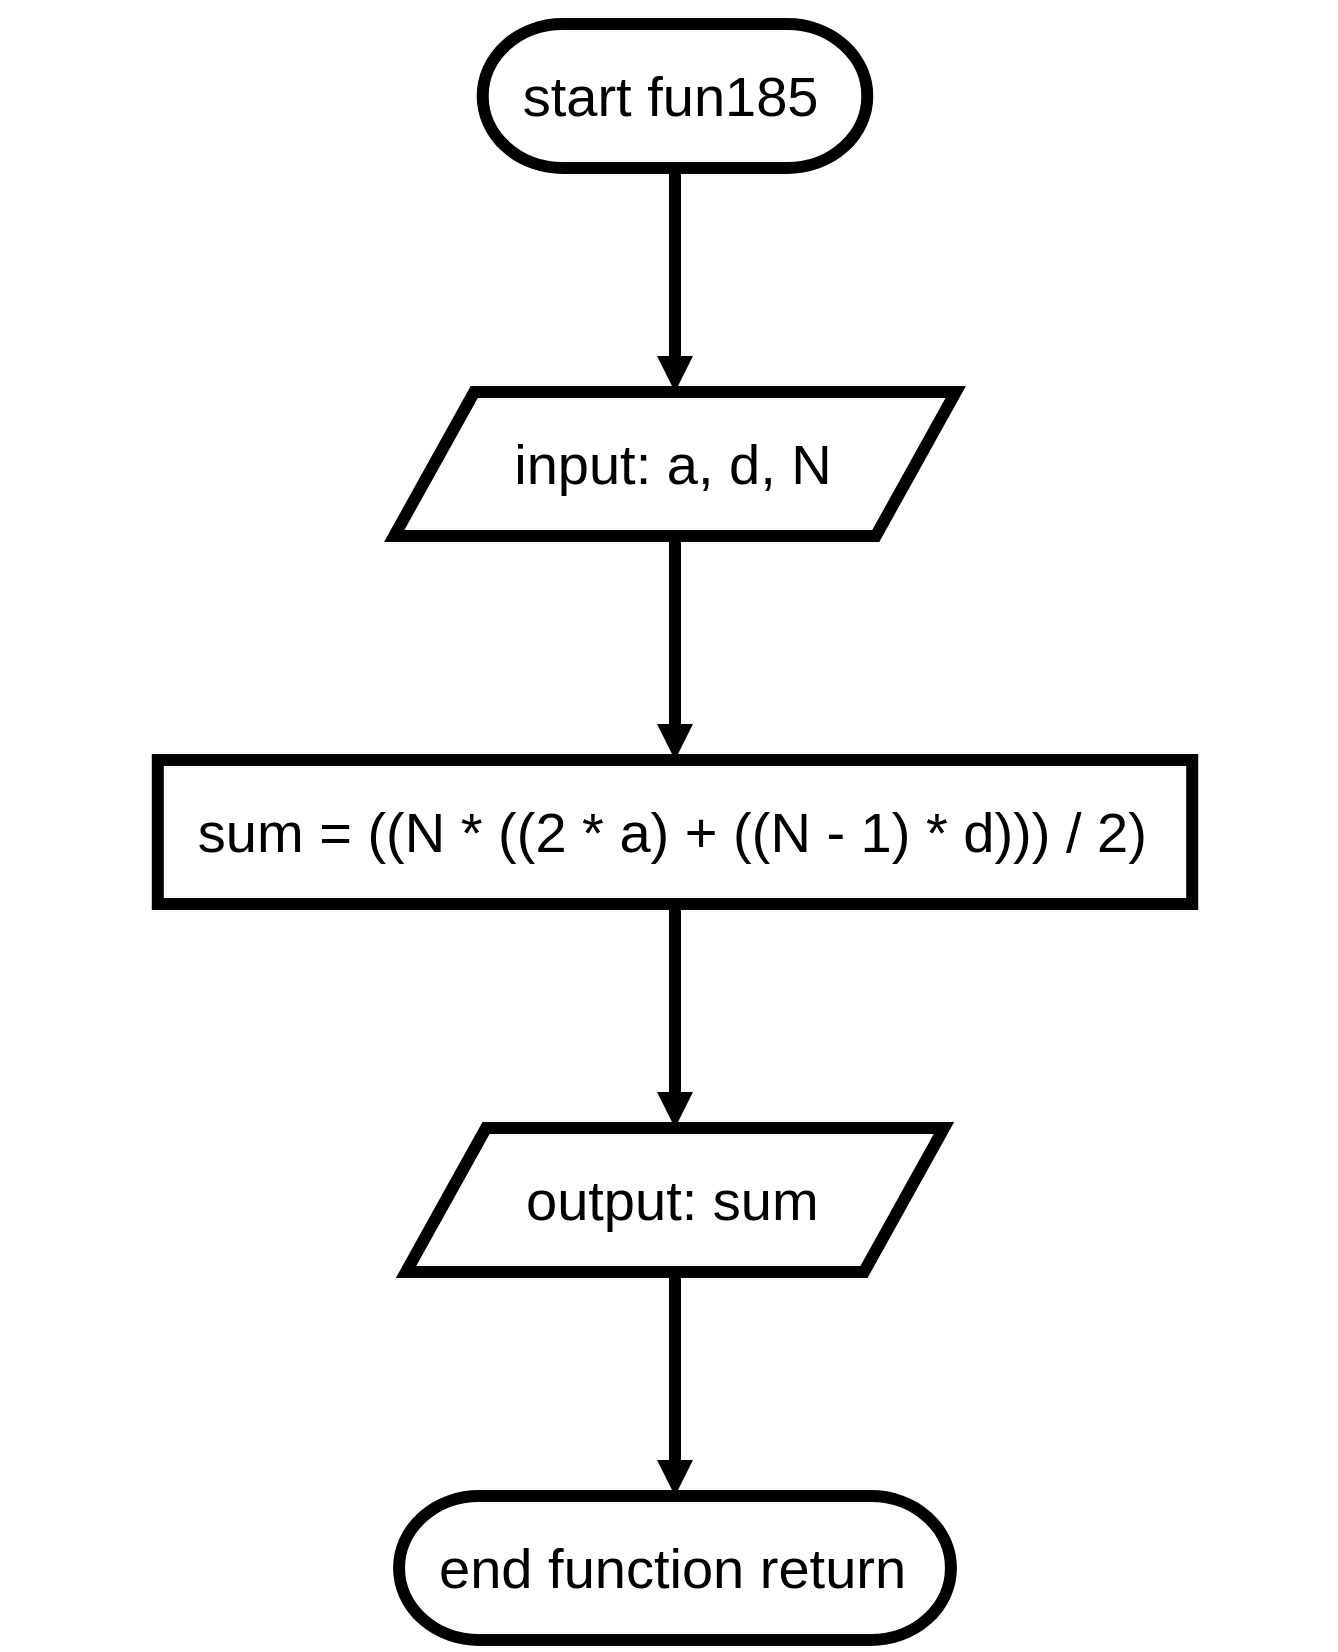 start fun185
input: a, d, N
sum = ((N * ((2 * a) + ((N - 1) * d))) / 2)
output: sum
end function return